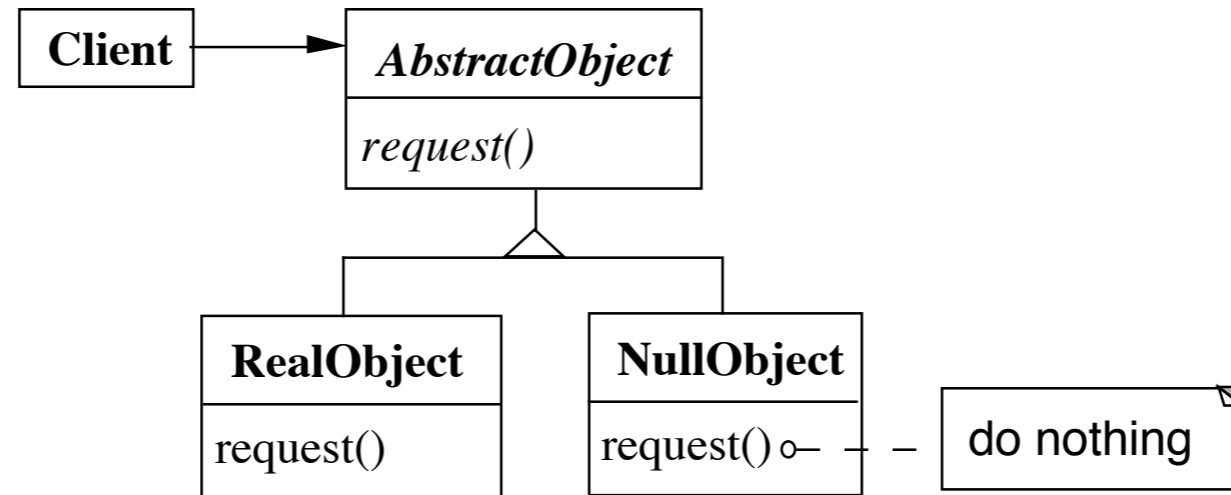 Client
AbstractObject
request()
RealObject
request()
NullObject
request()
do nothing